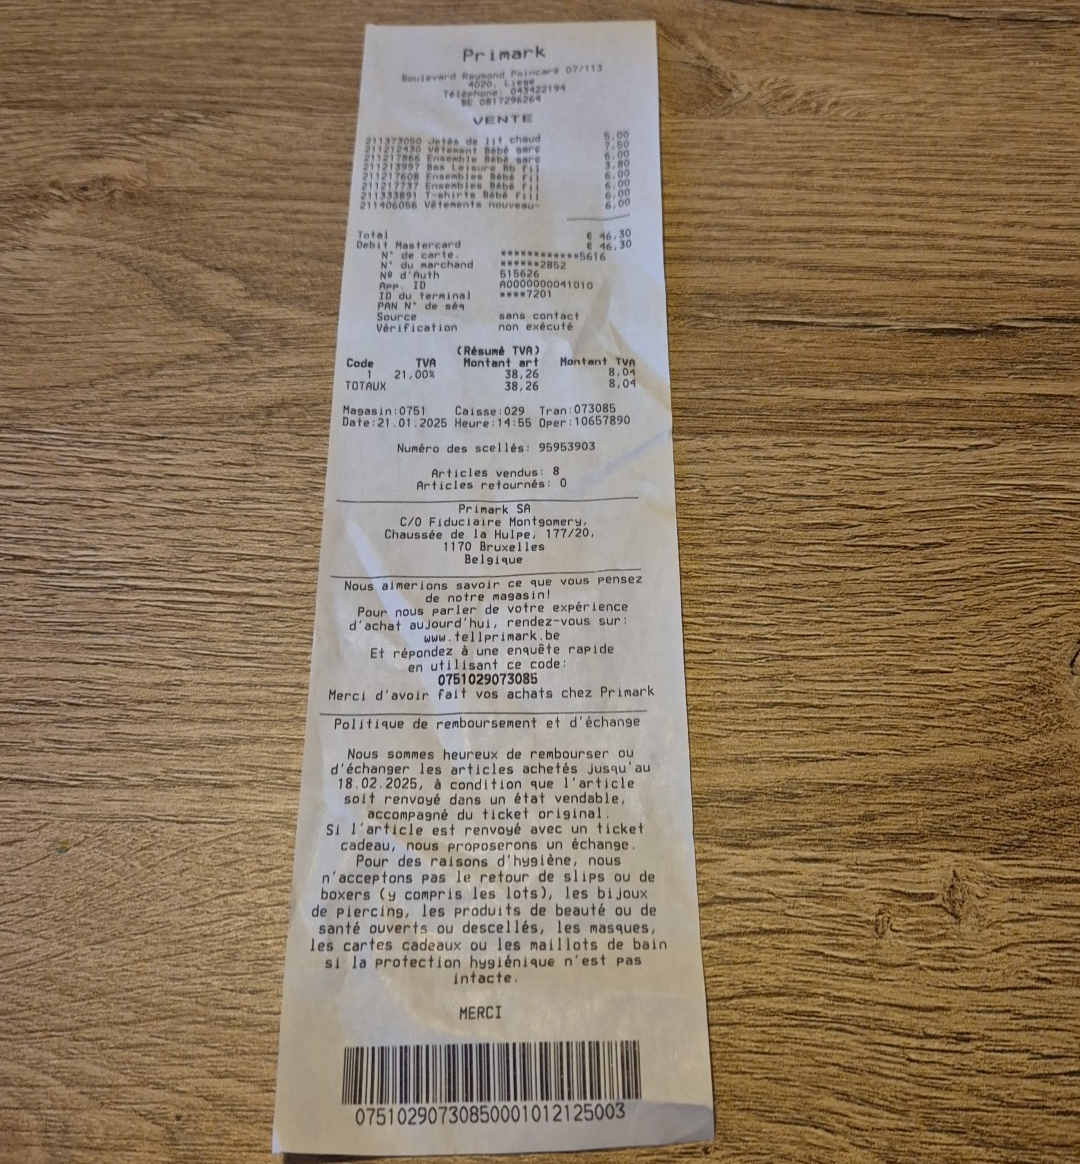 Primark
Boulevard Raymond Poincaré 07/113
4020, Liege
Téléphone: 043422194
BE 0817296264
VENTE
211373050 Jetés de lit chaud 5,00
211212430 Vêtement Bébé garç 7,50
211217866 Ensemble Bébé garç 6,00
211213997 Bas Leisure Bb fil 3,80
211217608 Ensembles Bébé fil 6,00
211217737 Ensembles Bébé fil 6,00
211333891 T-shirts Bébé fill 6,00
211406056 Vêtements nouveau- 6,00
Total € 46,30
Debit Mastercard € 46,30
N° de carte. ************5616
N° du marchand ******2852
Nº d'Auth 515626
App. ID A0000000041010
ID du terminal ****7201
PAN N° de séq
Source sans contact
Vérification non exécuté
(Résumé TVA)
Code TVA Montant art Montant TVA
1 21,00% 38,26 8,04
TOTAUX 38,26 8,04
Magasin:0751 Caisse:029 Tran:073085
Date:21.01.2025 Heure:14:55 Oper:10657890
Numéro des scellés: 95953903
Articles vendus: 8
Articles retournés: 0
Primark SA
C/O Fiduciaire Montgomery,
Chaussée de la Hulpe, 177/20,
1170 Bruxelles
Belgique
Nous aimerions savoir ce que vous pensez
de notre magasin!
Pour nous parler de votre expérience
d'achat aujourd'hui, rendez-vous sur:
www.tellprimark.be
Et répondez à une enquête rapide
en utilisant ce code:
0751029073085
Merci d'avoir fait vos achats chez Primark
Politique de remboursement et d'échange
Nous sommes heureux de rembourser ou
d'échanger les articles achetés jusqu'au
18.02.2025, à condition que l'article
soit renvoyé dans un état vendable,
accompagné du ticket original.
Si l'article est renvoyé avec un ticket
cadeau, nous proposerons un échange.
Pour des raisons d'hygiène, nous
n'acceptons pas le retour de slips ou de
boxers (y compris les lots), les bijoux
de piercing, les produits de beauté ou de
santé ouverts ou descellés, les masques,
les cartes cadeaux ou les maillots de bain
si la protection hygiénique n'est pas
intacte.
MERCI
0751029073085000101212 5003